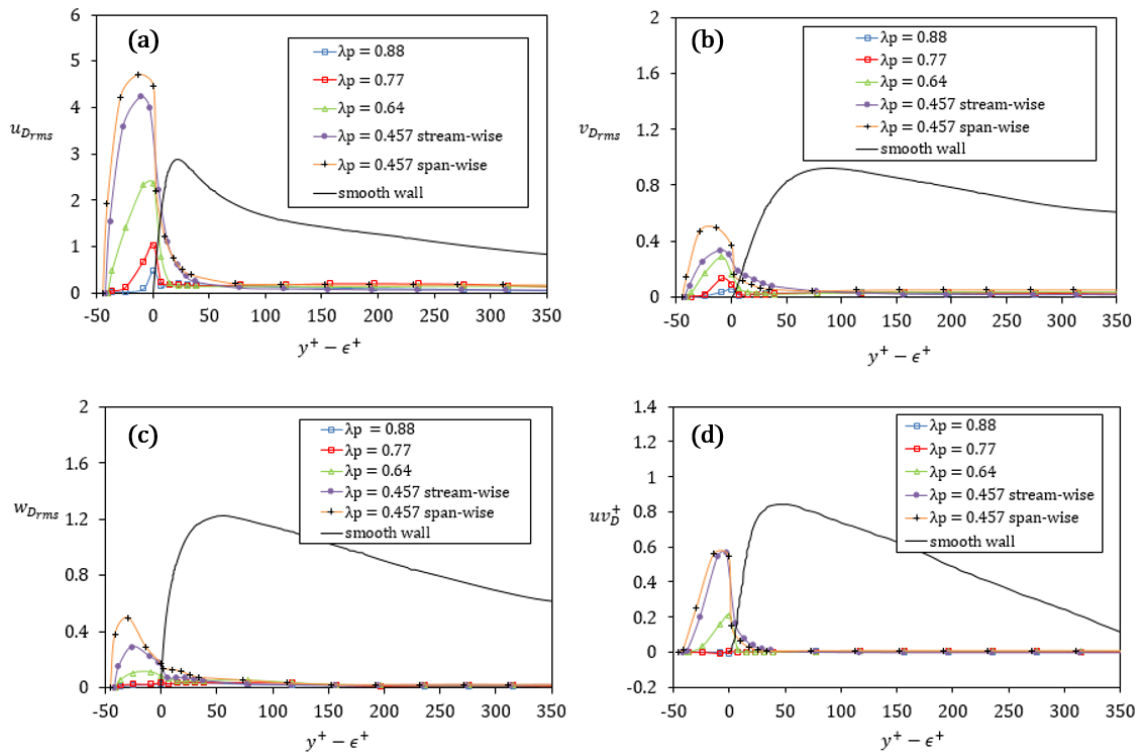 (a)
6
5
4
3
2
1
0
u_{D_{rms}}
λp = 0.88
λp = 0.77
λp = 0.64
λp = 0.457 stream-wise
λp = 0.457 span-wise
smooth wall
-50 0 50 100 150 200 250 300 350
y⁺ − ϵ⁺
(b)
2
1.6
1.2
0.8
0.4
0
v_{D_{rms}}
λp = 0.88
λp = 0.77
λp = 0.64
λp = 0.457 stream-wise
λp = 0.457 span-wise
smooth wall
-50 0 50 100 150 200 250 300 350
y⁺ − ϵ⁺
(c)
2
1.6
1.2
0.8
0.4
0
w_{D_{rms}}
λp = 0.88
λp = 0.77
λp = 0.64
λp = 0.457 stream-wise
λp = 0.457 span-wise
smooth wall
-50 0 50 100 150 200 250 300 350
y⁺ − ϵ⁺
(d)
1.4
1.2
1
0.8
0.6
0.4
0.2
0
-0.2
uv_D^+
λp = 0.88
λp = 0.77
λp = 0.64
λp = 0.457 stream-wise
λp = 0.457 span-wise
smooth wall
-50 0 50 100 150 200 250 300 350
y⁺ − ϵ⁺